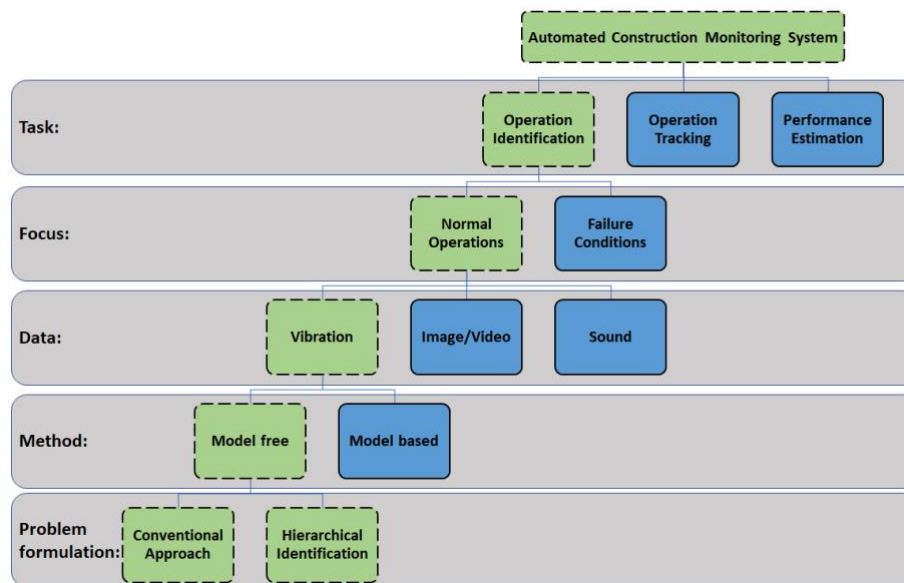 Automated Construction Monitoring System
Task:
Operation
Identification
Operation
Tracking
Performance
Estimation
Focus:
Normal
Operations
Failure
Conditions
Data:
Vibration
Image/Video
Sound
Method:
Model free
Model based
Problem
formulation:
Conventional
Approach
Hierarchical
Identification